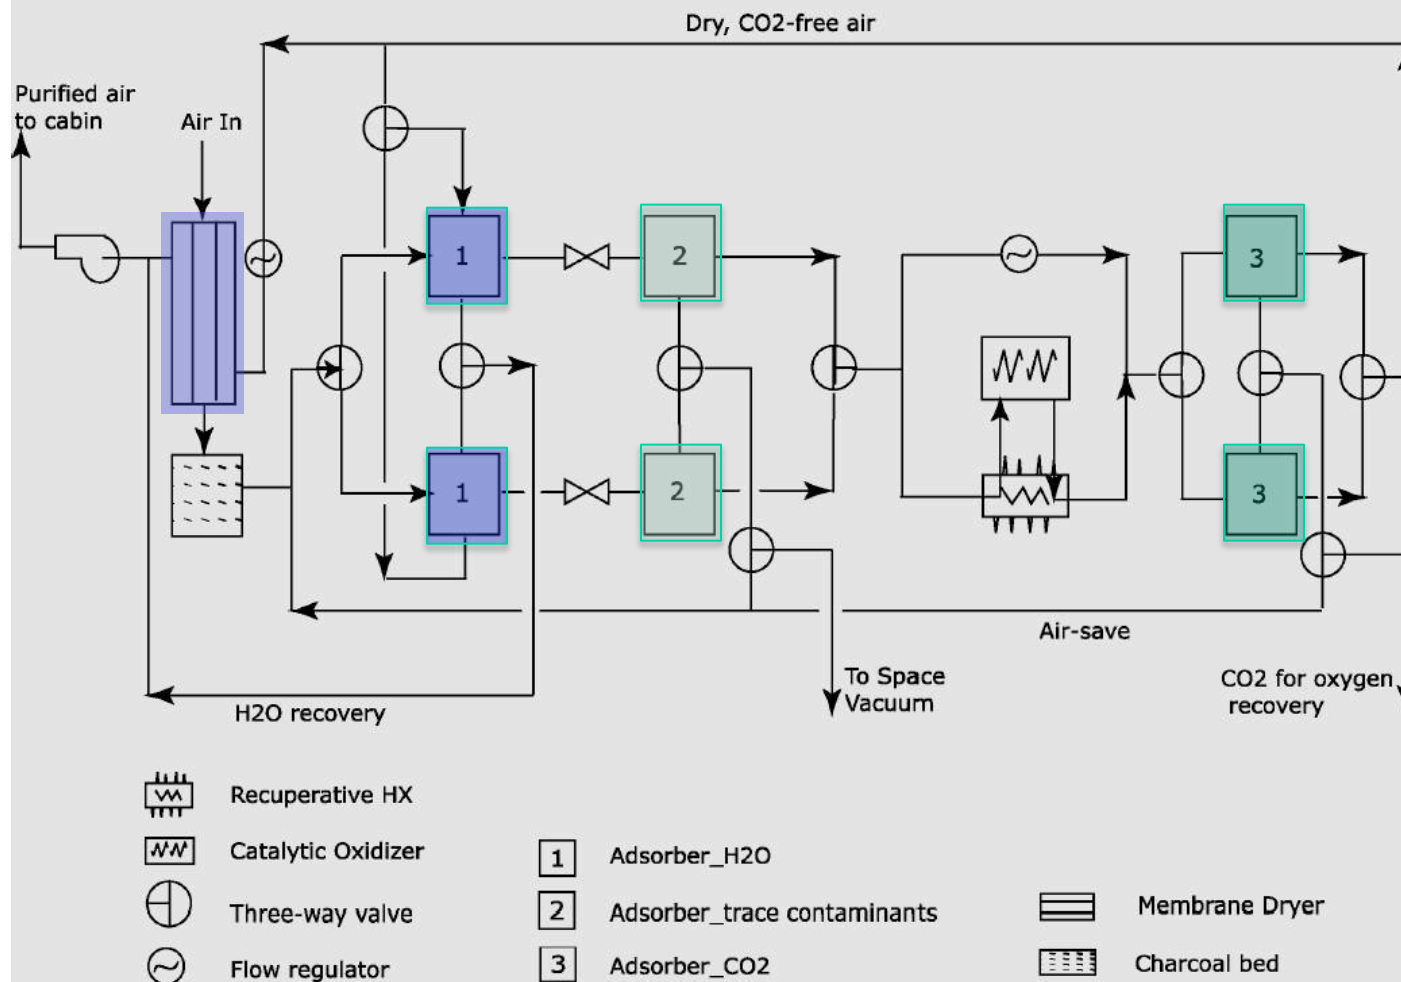 Dry, CO2-free air
Purified air
to cabin
Air In
1
2
3
1
2
3
Air-save
To Space
Vacuum
CO2 for oxygen
recovery
H2O recovery
Recuperative HX
Catalytic Oxidizer
Three-way valve
Flow regulator
1 Adsorber_H2O
2 Adsorber_trace contaminants
3 Adsorber_CO2
Membrane Dryer
Charcoal bed